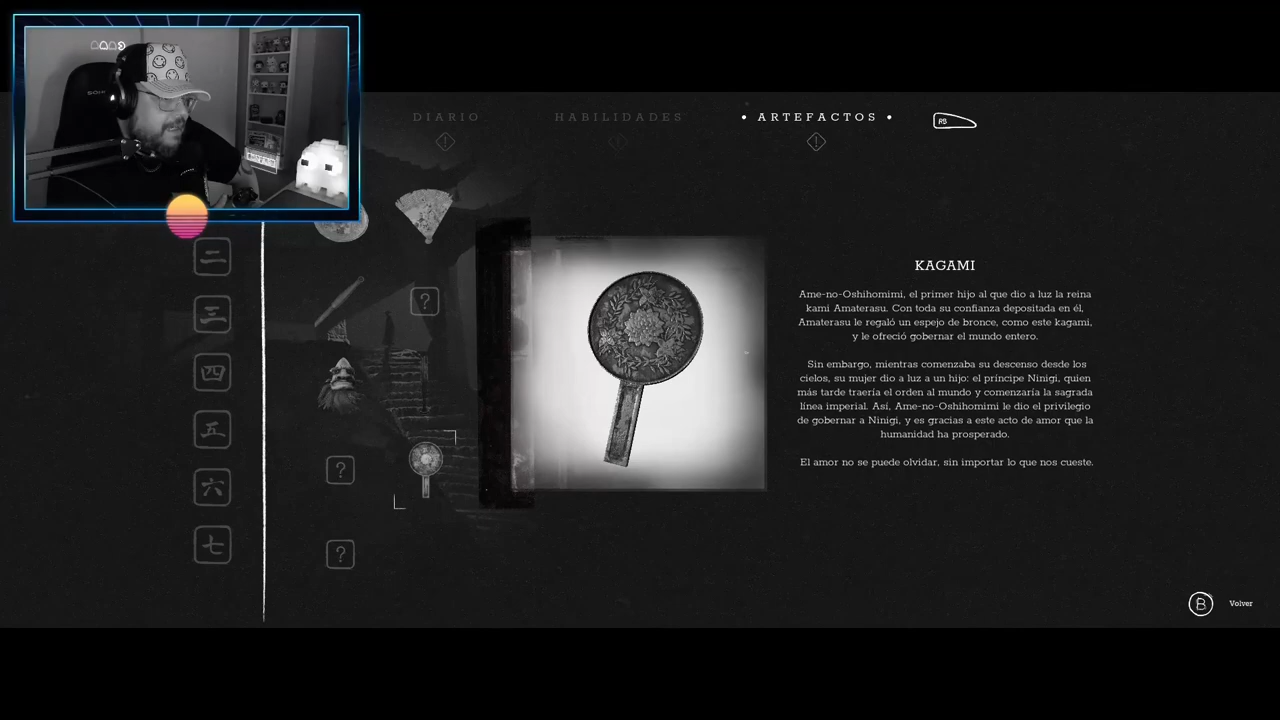 DIARIO
HABILIDADES
• ARTEFACTOS •
RB
二
三
四
五
六
七
?
?
?
KAGAMI
Ame-no-Oshihomimi, el primer hijo al que dio a luz la reina
kami Amaterasu. Con toda su confianza depositada en él,
Amaterasu le regaló un espejo de bronce, como este kagami,
y le ofreció gobernar el mundo entero.
Sin embargo, mientras comenzaba su descenso desde los
cielos, su mujer dio a luz a un hijo: el príncipe Ninigi, quien
más tarde traería el orden al mundo y comenzaría la sagrada
línea imperial. Así, Ame-no-Oshihomimi le dio el privilegio
de gobernar a Ninigi, y es gracias a este acto de amor que la
humanidad ha prosperado.
El amor no se puede olvidar, sin importar lo que nos cueste.
B
Volver